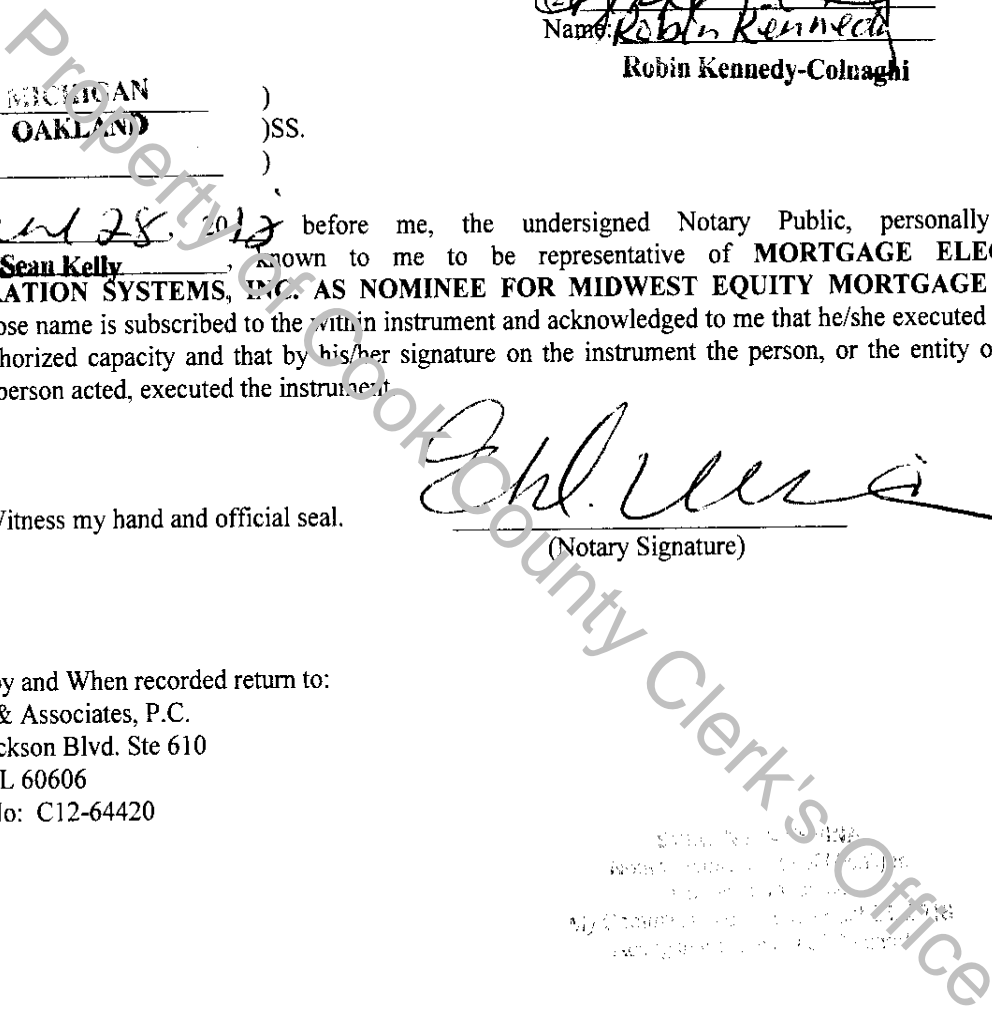 Name: Robin Kennedy
Robin Kennedy-Colnaghi
MICHIGAN )
OAKLAND )SS.
)
28, 2012 before me, the undersigned Notary Public, personally
Sean Kelly, known to me to be representative of MORTGAGE ELEC
RATION SYSTEMS, INC. AS NOMINEE FOR MIDWEST EQUITY MORTGAGE
ose name is subscribed to the within instrument and acknowledged to me that he/she executed
horized capacity and that by his/her signature on the instrument the person, or the entity o
person acted, executed the instrument
Witness my hand and official seal.
(Notary Signature)
y and When recorded return to:
& Associates, P.C.
ckson Blvd. Ste 610
L 60606
No: C12-64420
My
Property of Cook County Clerk's Office